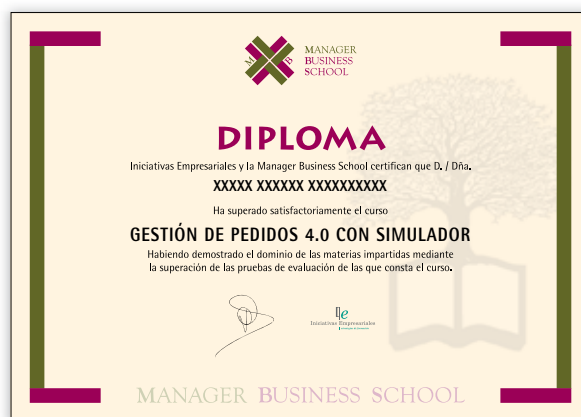 M B
MANAGER
BUSINESS
SCHOOL
DIPLOMA
Iniciativas Empresariales y la Manager Business School certifican que D. / Dña.
XXXXX XXXXXX XXXXXXXXXX
Ha superado satisfactoriamente el curso
GESTIÓN DE PEDIDOS 4.0 CON SIMULADOR
Habiendo demostrado el dominio de las materias impartidas mediante
la superación de las pruebas de evaluación de las que consta el curso.
Iniciativas Empresariales
MANAGER BUSINESS SCHOOL